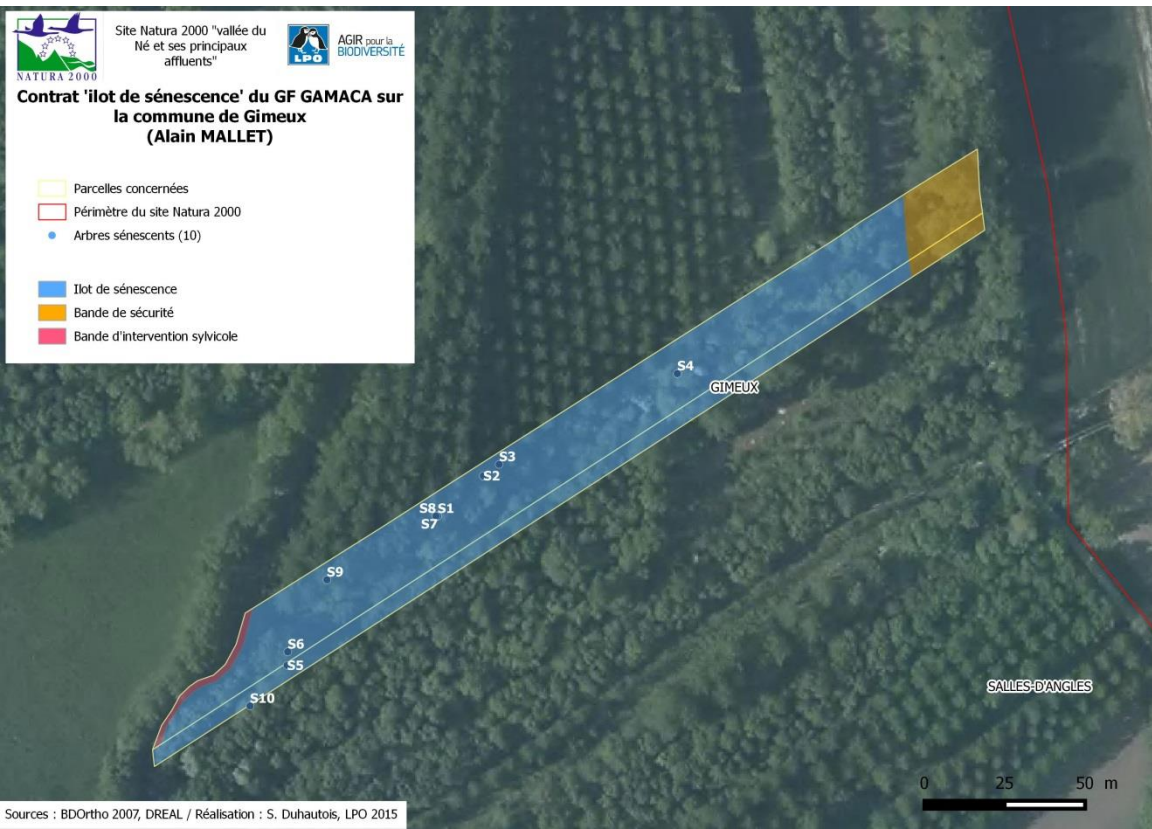 NATURA 2000
Site Natura 2000 "vallée du
Né et ses principaux
affluents"
LPO
AGIR pour la
BIODIVERSITÉ
Contrat 'ilot de sénescence' du GF GAMACA sur
la commune de Gimeux
(Alain MALLET)
Parcelles concernées
Périmètre du site Natura 2000
Arbres sénescents (10)
Ilot de sénescence
Bande de sécurité
Bande d'intervention sylvicole
S4
GIMEUX
S3
S2
S8 S1
S7
S9
S6
S5
S10
SALLES-D'ANGLES
0 25 50 m
Sources : BDOrtho 2007, DREAL / Réalisation : S. Duhautois, LPO 2015